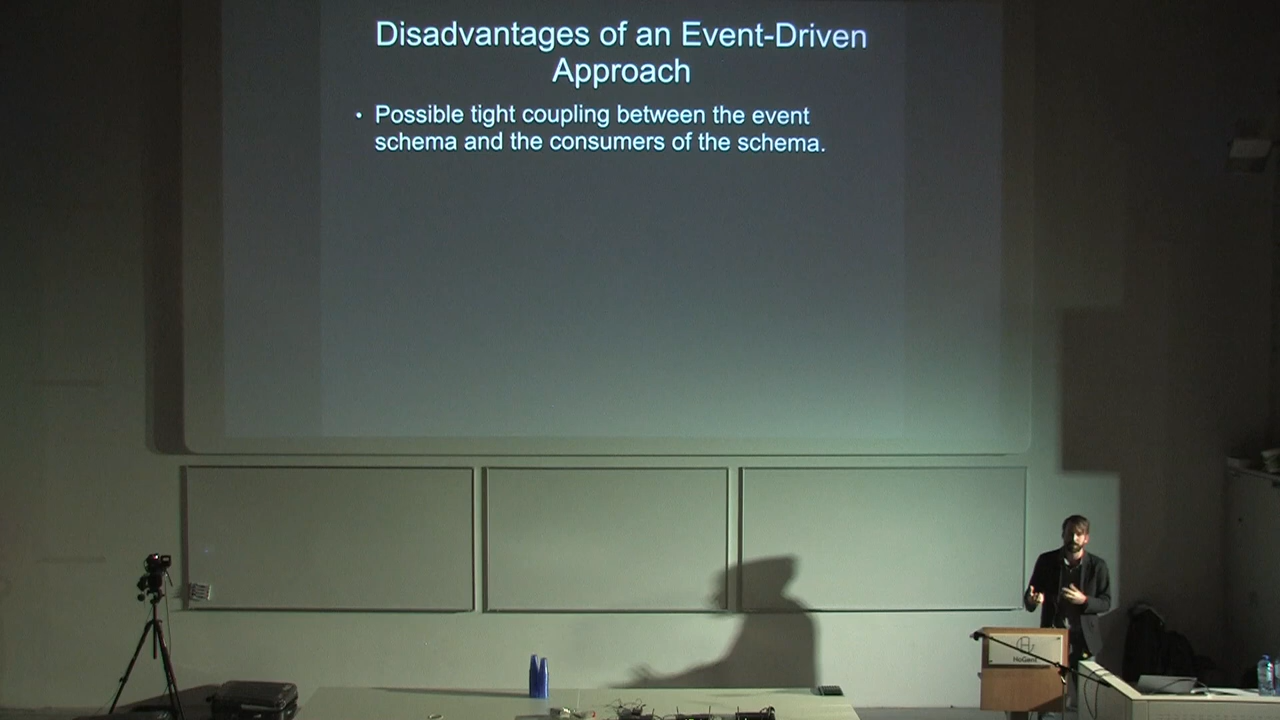 Disadvantages of an Event-Driven
Approach
• Possible tight coupling between the event
schema and the consumers of the schema.
HoGent